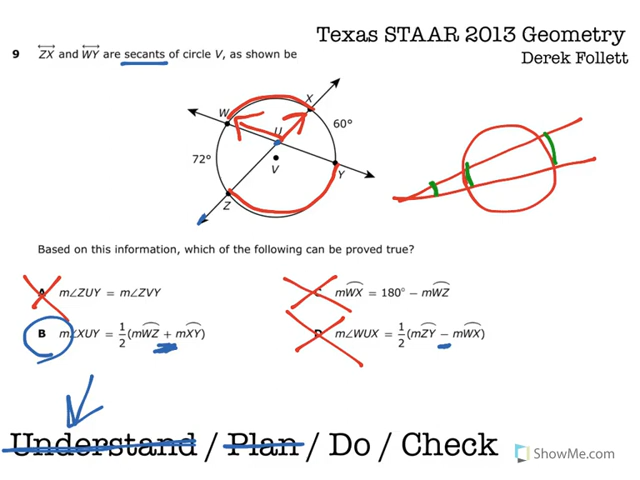 Texas STAAR 2013 Geometry
Derek Follett
9 ZX and WY are secants of circle V, as shown be
X
W
U
60°
72°
V
Y
Z
Based on this information, which of the following can be proved true?
A m∠ZUY = m∠ZVY
C mWX = 180° − mWZ
B m∠XUY = 1/2 (mWZ + mXY)
D m∠WUX = 1/2 (mZY − mWX)
Understand / Plan / Do / Check
ShowMe.com